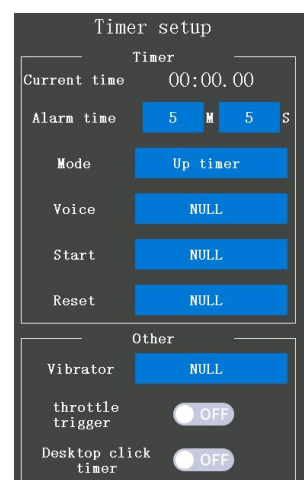 Timer setup
Timer
Current time 00:00.00
Alarm time 5 M 5 S
Mode Up timer
Voice NULL
Start NULL
Reset NULL
Other
Vibrator NULL
throttle
trigger OFF
Desktop click
timer OFF